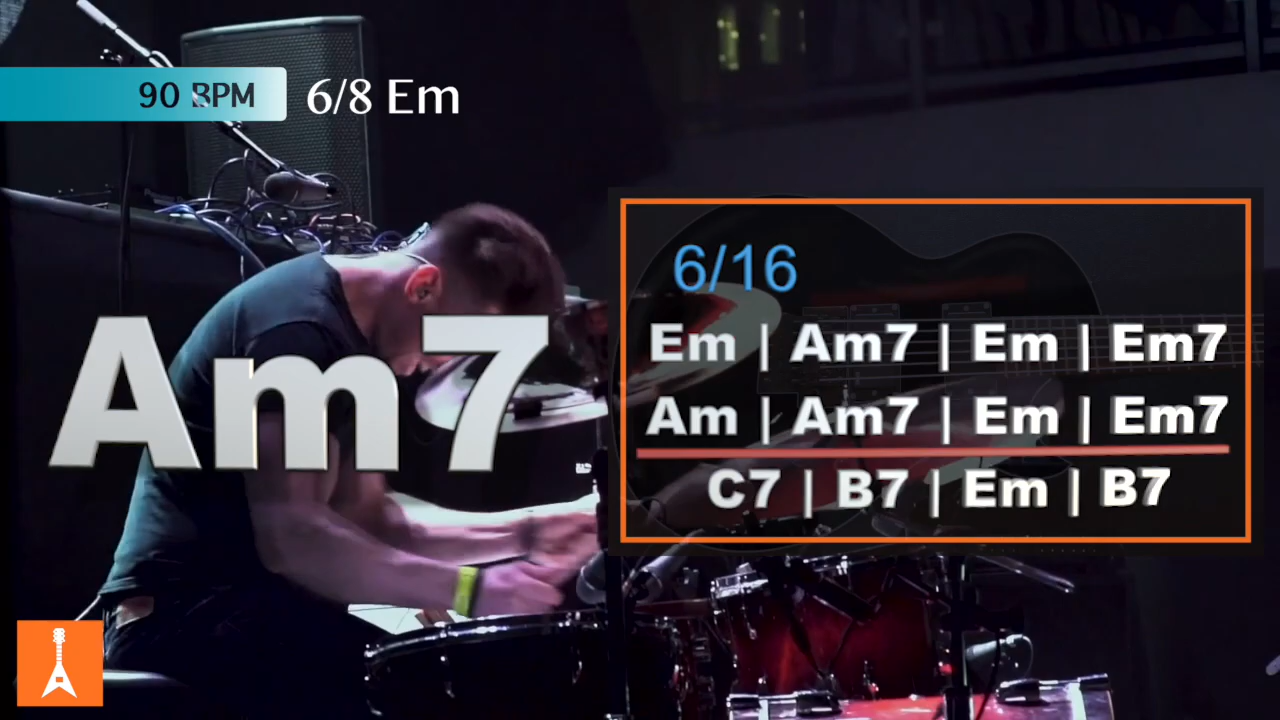 90 BPM 6/8 Em
6/16
Am7
Em | Am7 | Em | Em7
Am | Am7 | Em | Em7
C7 | B7 | Em | B7